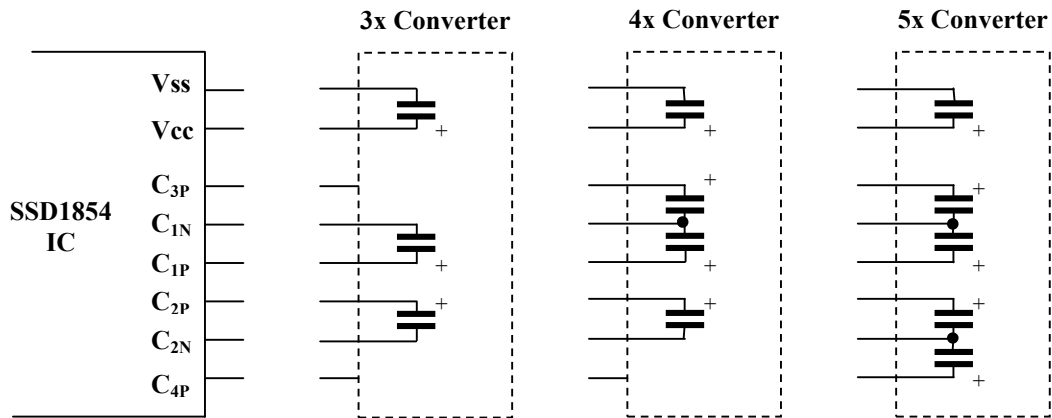 3x Converter 4x Converter 5x Converter
Vss
+ + +
Vcc
C3P
+ +
SSD1854
IC
C1N
C1P
+ + +
C2P
+ + +
C2N
C4P
+